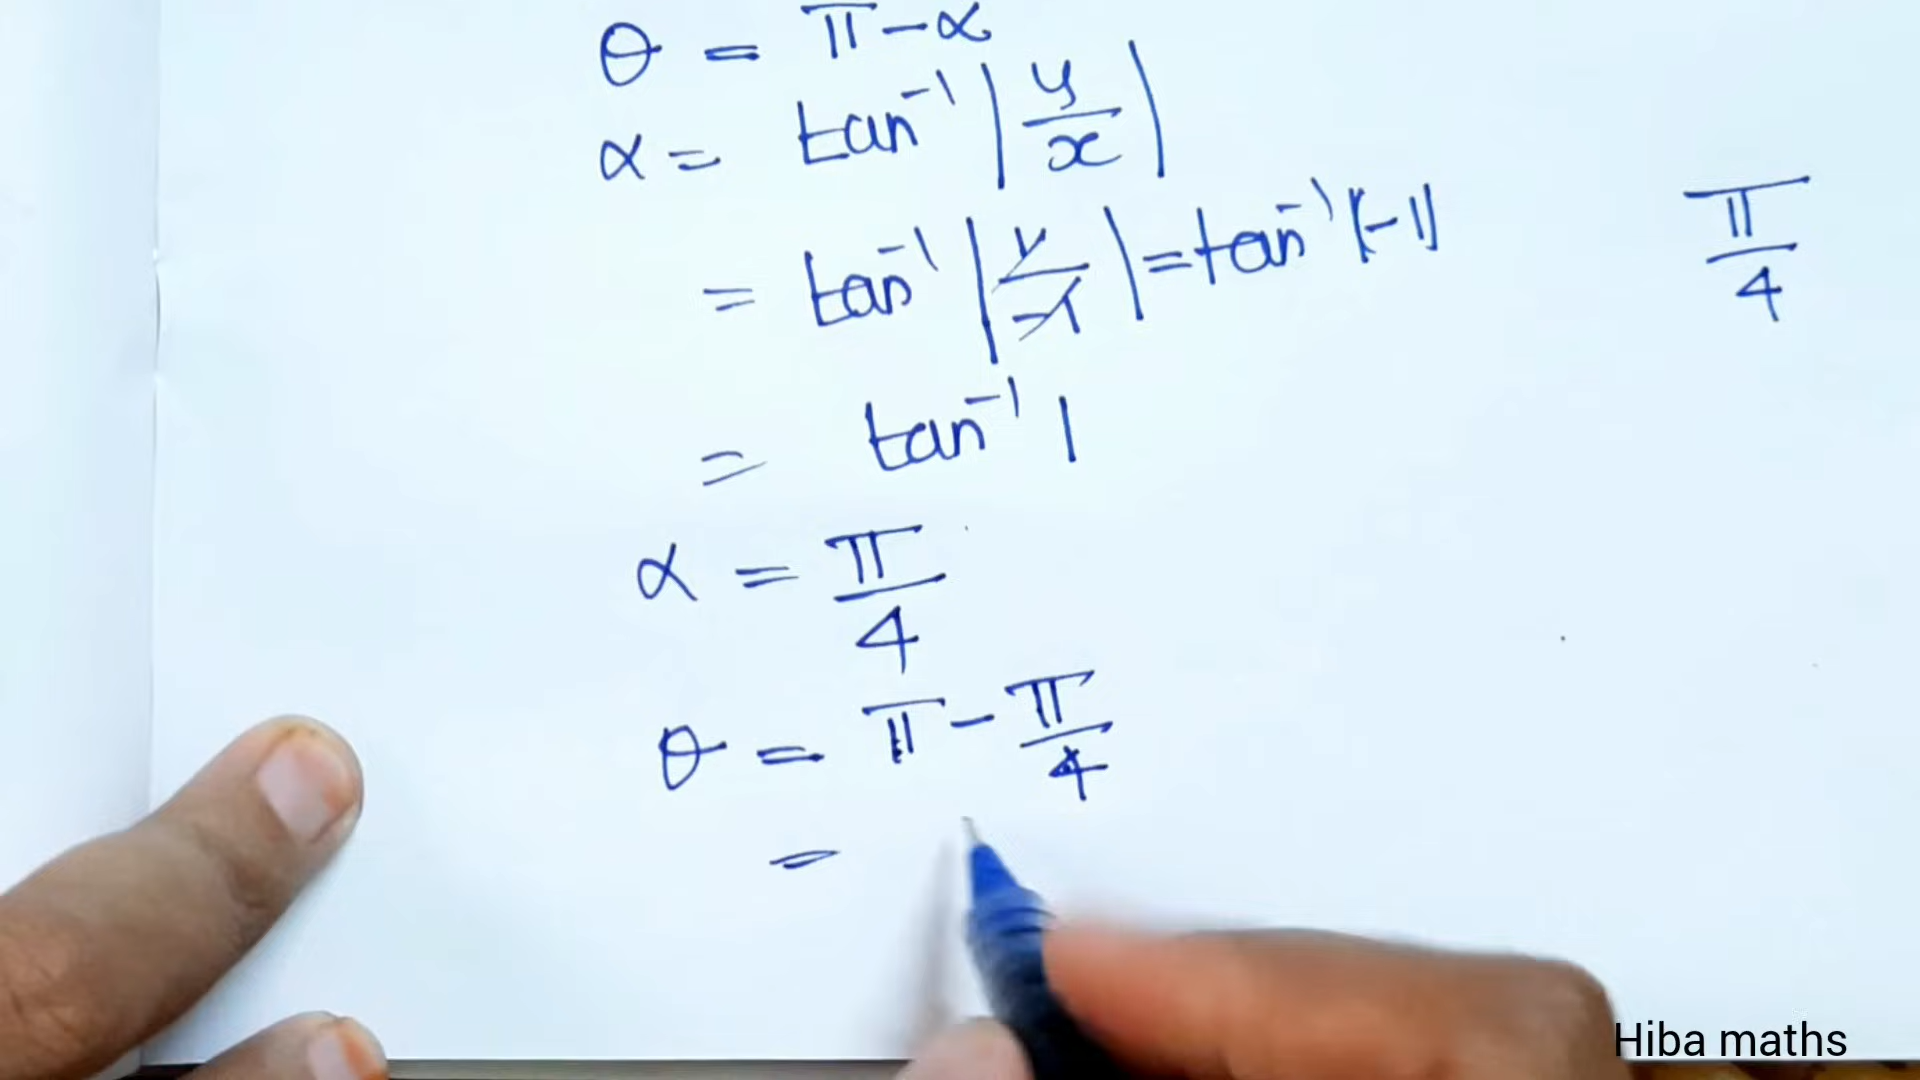 θ = π - α
α = tan⁻¹ |y/x|
= tan⁻¹ |1/-1| = tan⁻¹ |-1|
π/4
= tan⁻¹ 1
α = π/4
θ = π - π/4
=
Hiba maths